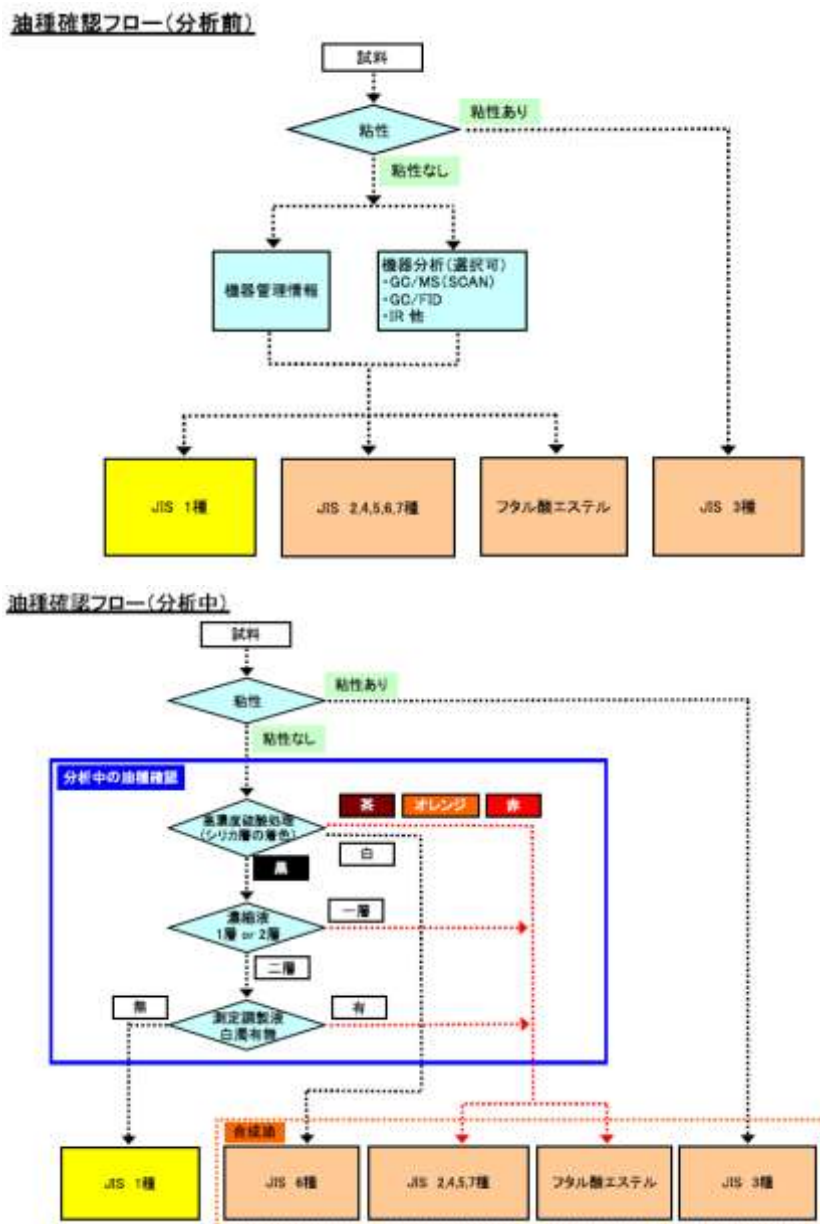 油種確認フロー(分析前)
試料
粘性あり
粘性
粘性なし
機器管理情報
機器分析(選択可)
・GC/MS(SCAN)
・GC/FID
・IR 他
JIS 1種
JIS 2,4,5,6,7種
フタル酸エステル
JIS 3種
油種確認フロー(分析中)
試料
粘性あり
粘性
粘性なし
分析中の油種確認
茶
オレンジ
赤
高濃度硫酸処理
(シリカ層の着色)
白
黒
濃縮液
1層 or 2層
一層
二層
無
測定調製液
白濁有無
有
合成油
JIS 1種
JIS 6種
JIS 2,4,5,7種
フタル酸エステル
JIS 3種